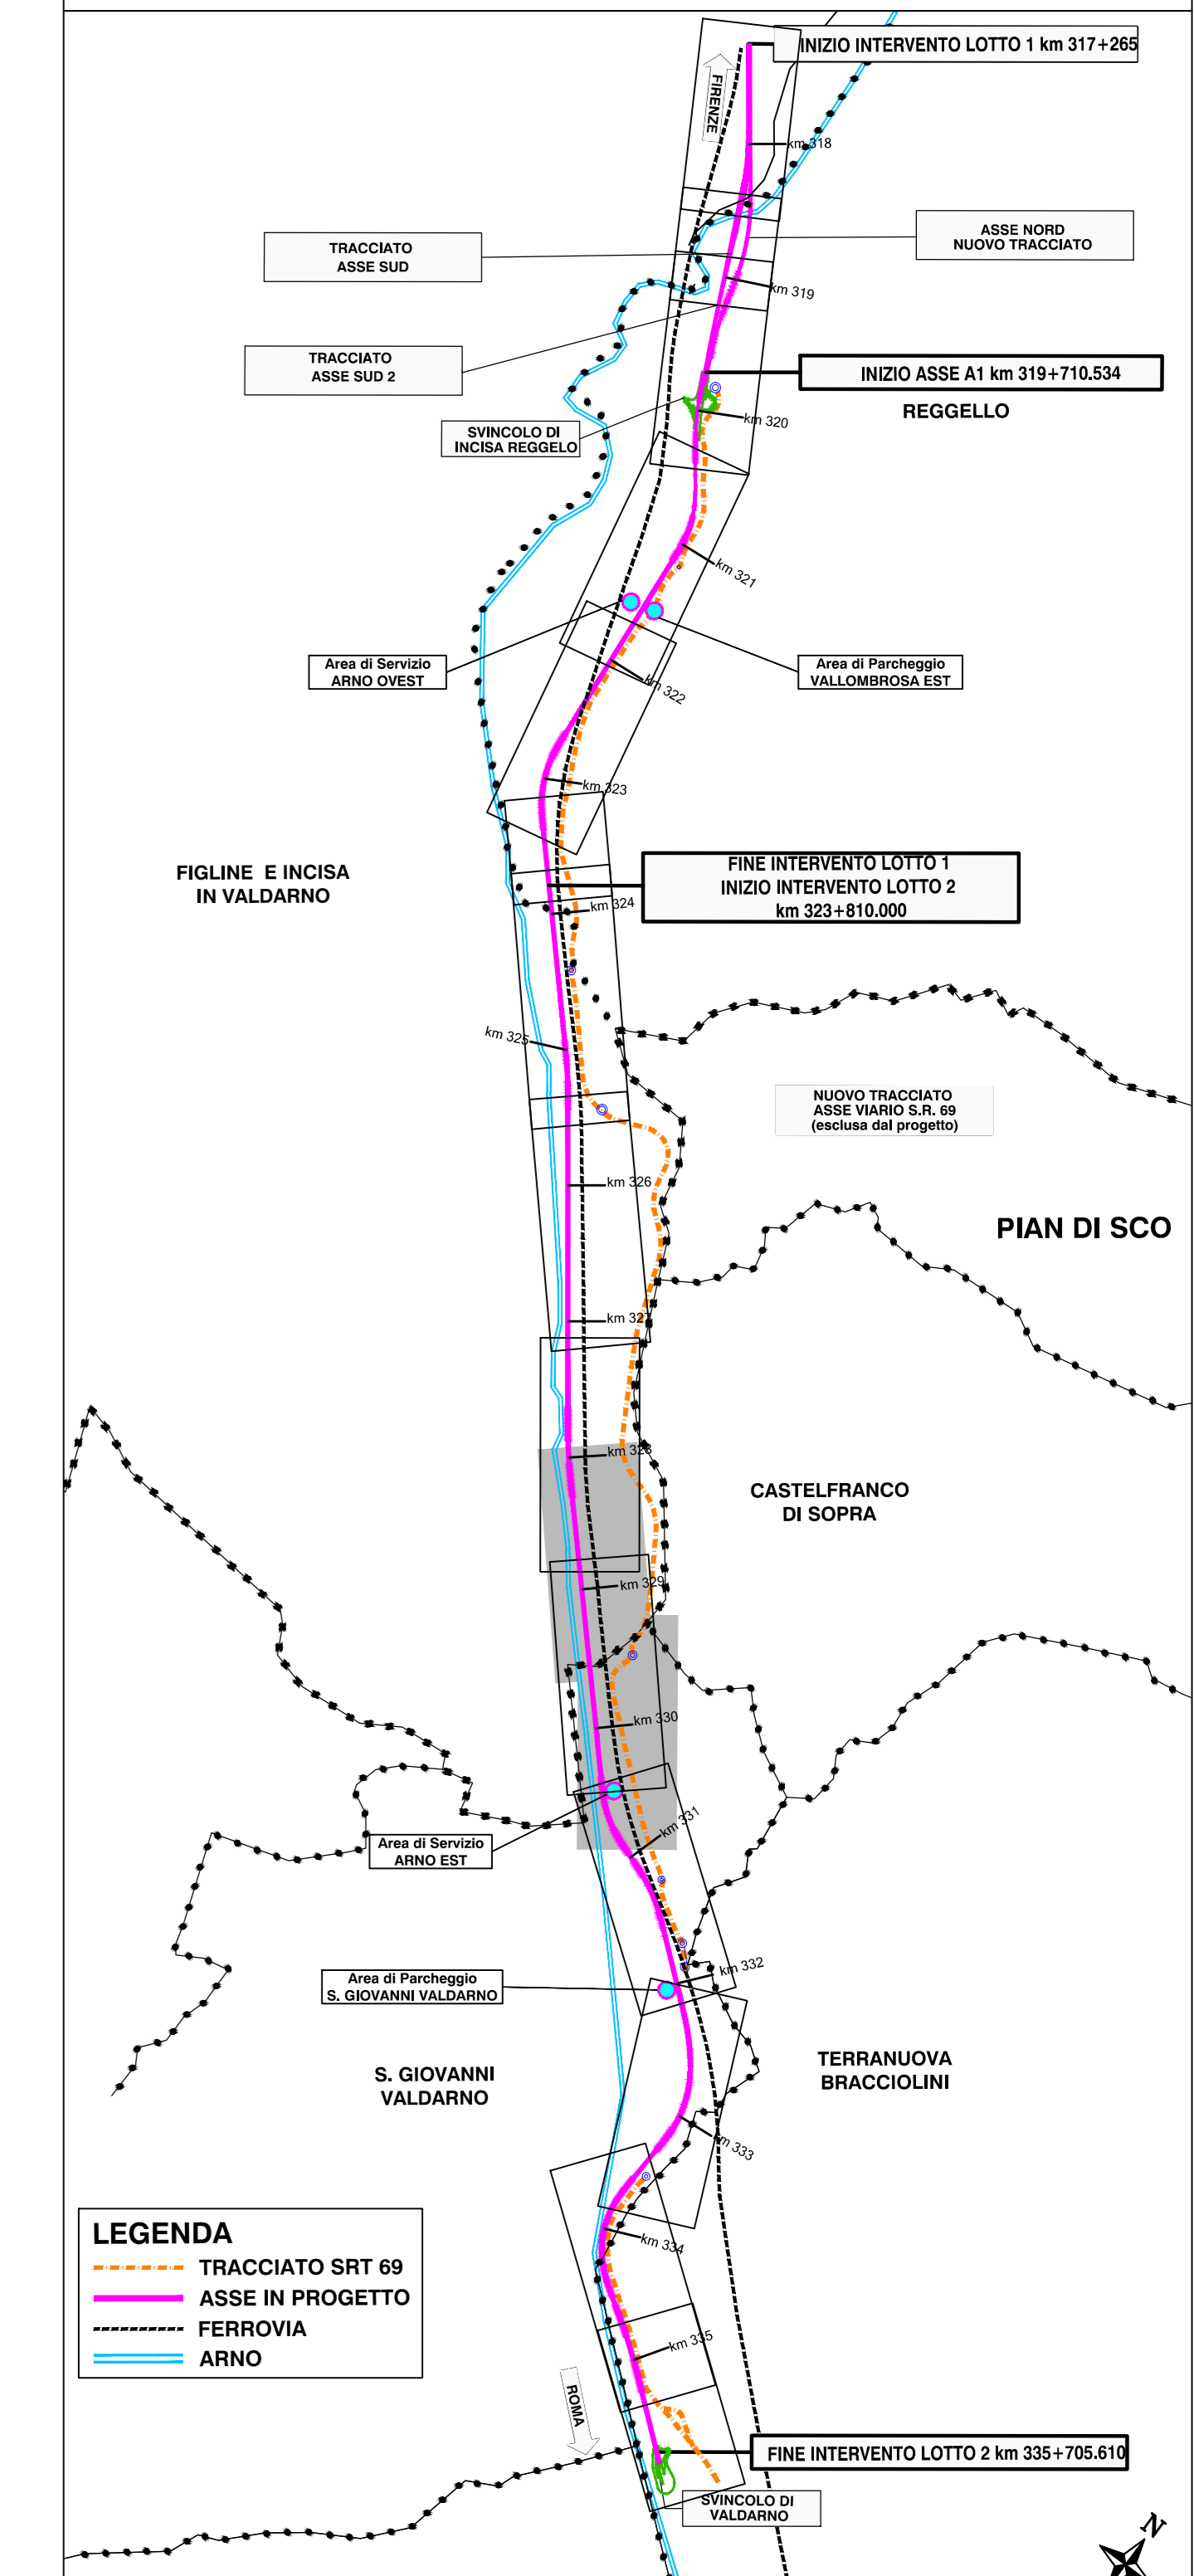 INIZIO INTERVENTO LOTTO 1 km 317+265
FIRENZE
km 318
ASSE NORD
NUOVO TRACCIATO
TRACCIATO
ASSE SUD
km 319
TRACCIATO
ASSE SUD 2
INIZIO ASSE A1 km 319+710.534
REGGELLO
km 320
SVINCOLO DI
INCISA REGGELO
km 321
Area di Servizio
ARNO OVEST
Area di Parcheggio
VALLOMBROSA EST
km 322
km 323
FIGLINE E INCISA
IN VALDARNO
FINE INTERVENTO LOTTO 1
INIZIO INTERVENTO LOTTO 2
km 323+810.000
km 324
km 325
NUOVO TRACCIATO
ASSE VIARIO S.R. 69
(esclusa dal progetto)
km 326
PIAN DI SCO
km 327
km 328
CASTELFRANCO
DI SOPRA
km 329
km 330
km 331
Area di Servizio
ARNO EST
km 332
Area di Parcheggio
S. GIOVANNI VALDARNO
S. GIOVANNI
VALDARNO
TERRANUOVA
BRACCIOLINI
km 333
km 334
LEGENDA
TRACCIATO SRT 69
ASSE IN PROGETTO
FERROVIA
ARNO
km 335
ROMA
FINE INTERVENTO LOTTO 2 km 335+705.610
SVINCOLO DI
VALDARNO
N